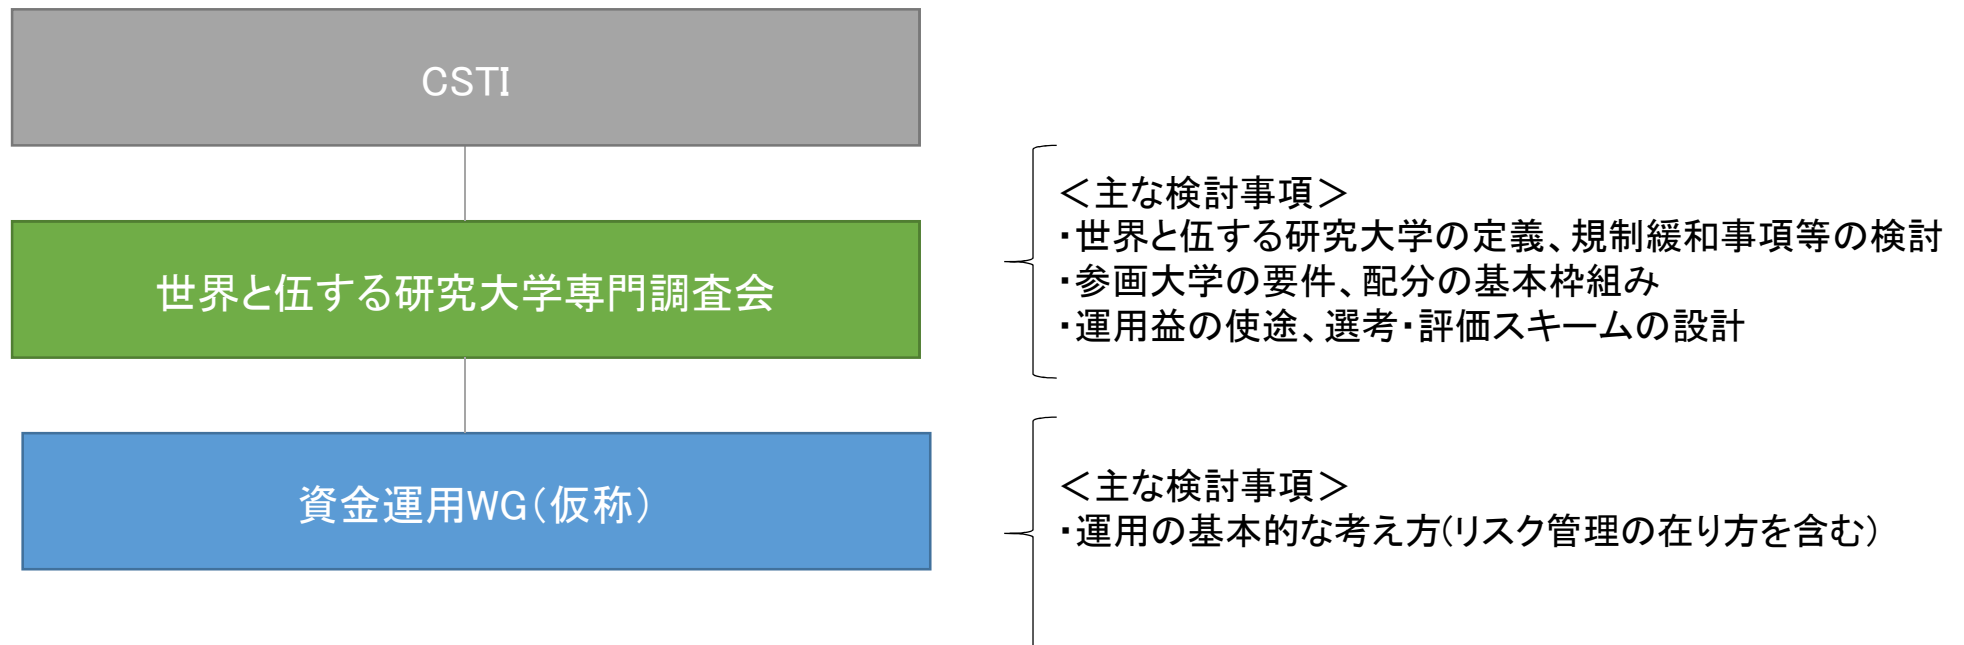 CSTI
世界と伍する研究大学専門調査会
＜主な検討事項＞
・世界と伍する研究大学の定義、規制緩和事項等の検討
・参画大学の要件、配分の基本枠組み
・運用益の使途、選考・評価スキームの設計
資金運用WG（仮称）
＜主な検討事項＞
・運用の基本的な考え方(リスク管理の在り方を含む）